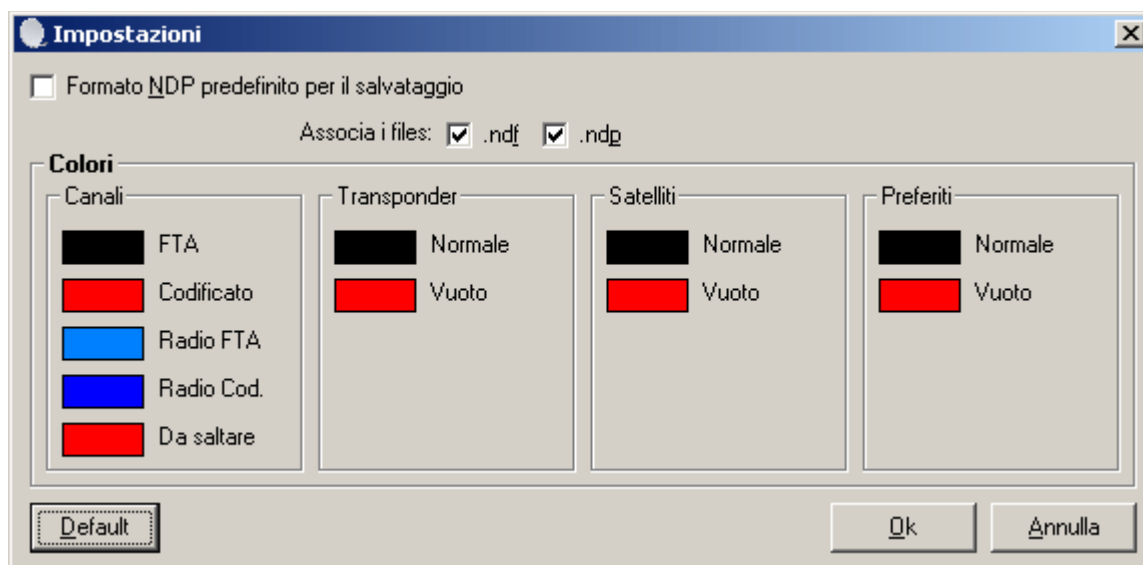 Impostazioni
Formato NDP predefinito per il salvataggio
Associa i files: .ndf .ndp
Colori
Canali
FTA
Codificato
Radio FTA
Radio Cod.
Da saltare
Transponder
Normale
Vuoto
Satelliti
Normale
Vuoto
Preferiti
Normale
Vuoto
Default
Ok
Annulla